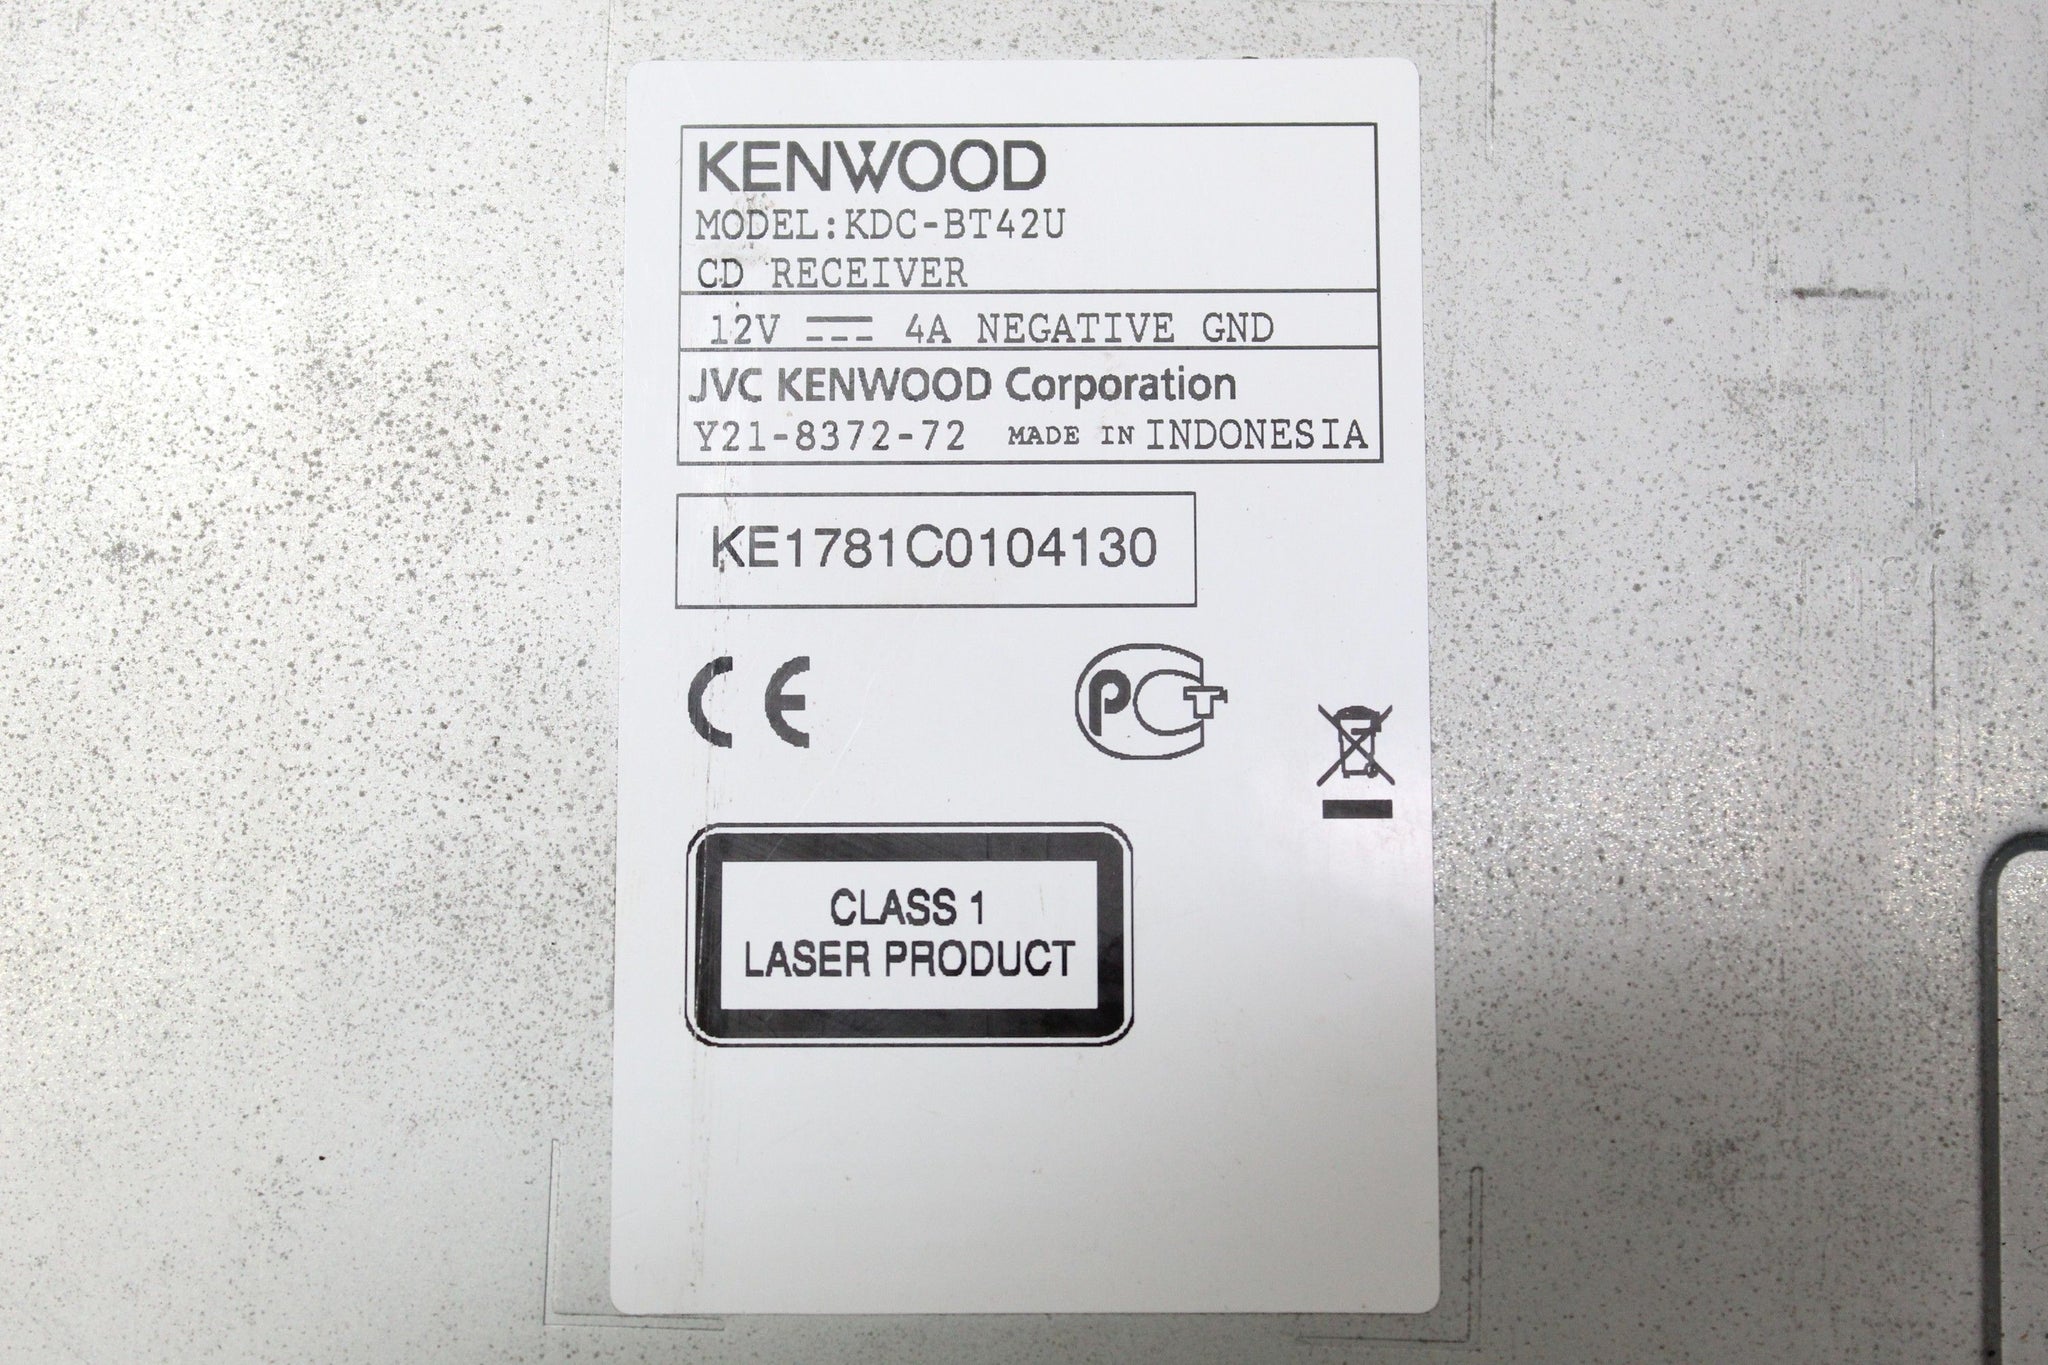 KENWOOD
MODEL:KDC-BT42U
CD RECEIVER
12V 4A NEGATIVE GND
JVC KENWOOD Corporation
Y21-8372-72 MADE IN INDONESIA
KE1781C0104130
CE
РСТ
CLASS 1
LASER PRODUCT